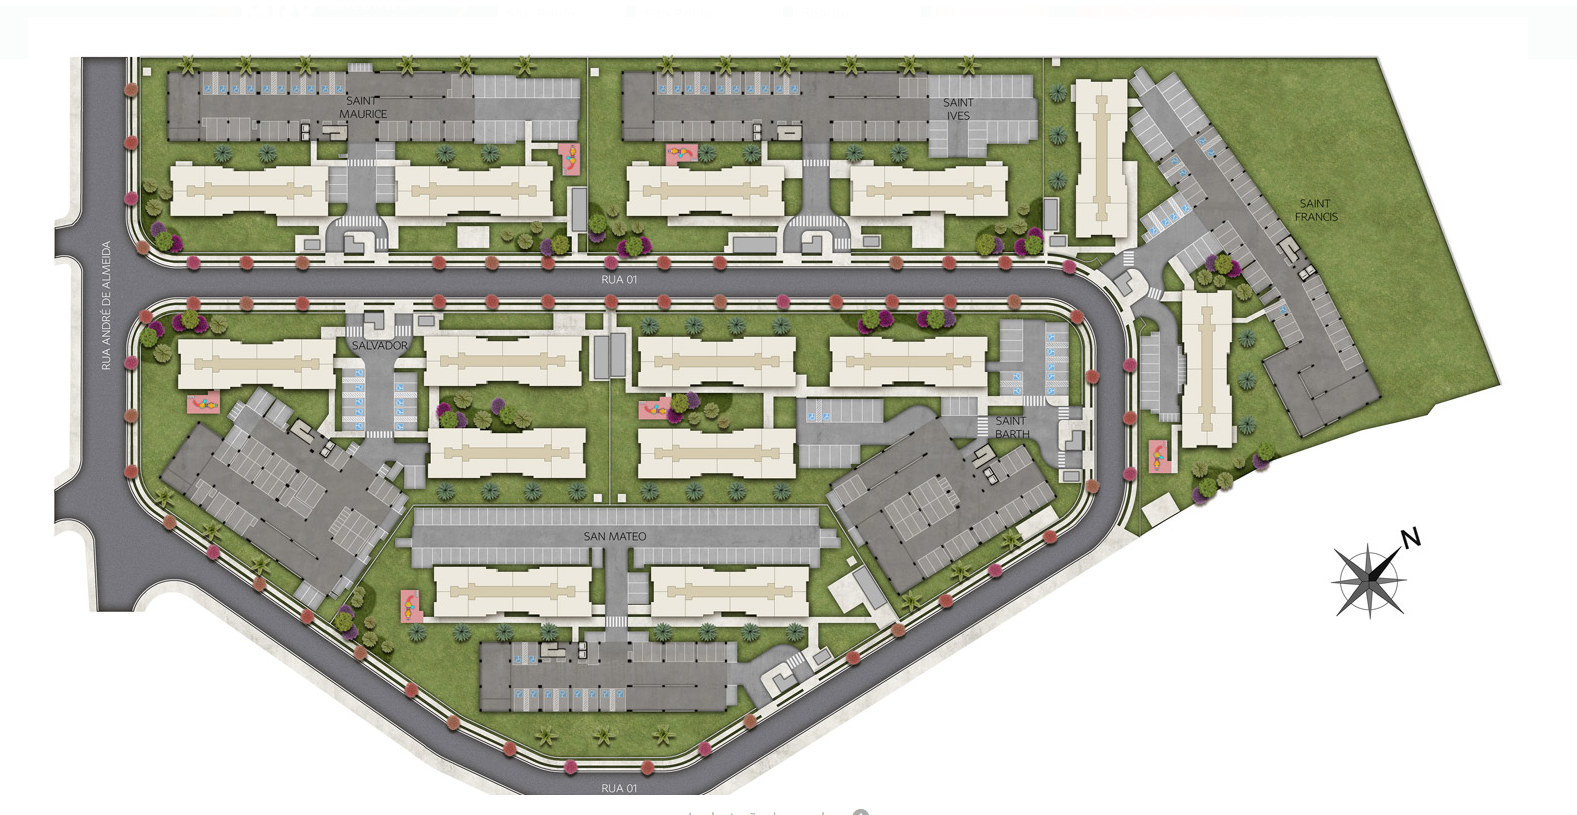 SAINT
MAURICE
SAINT
IVES
SAINT
FRANCIS
RUA ANDRÉ DE ALMEIDA
RUA 01
SALVADOR
SAINT
BARTH
SAN MATEO
N
RUA 01